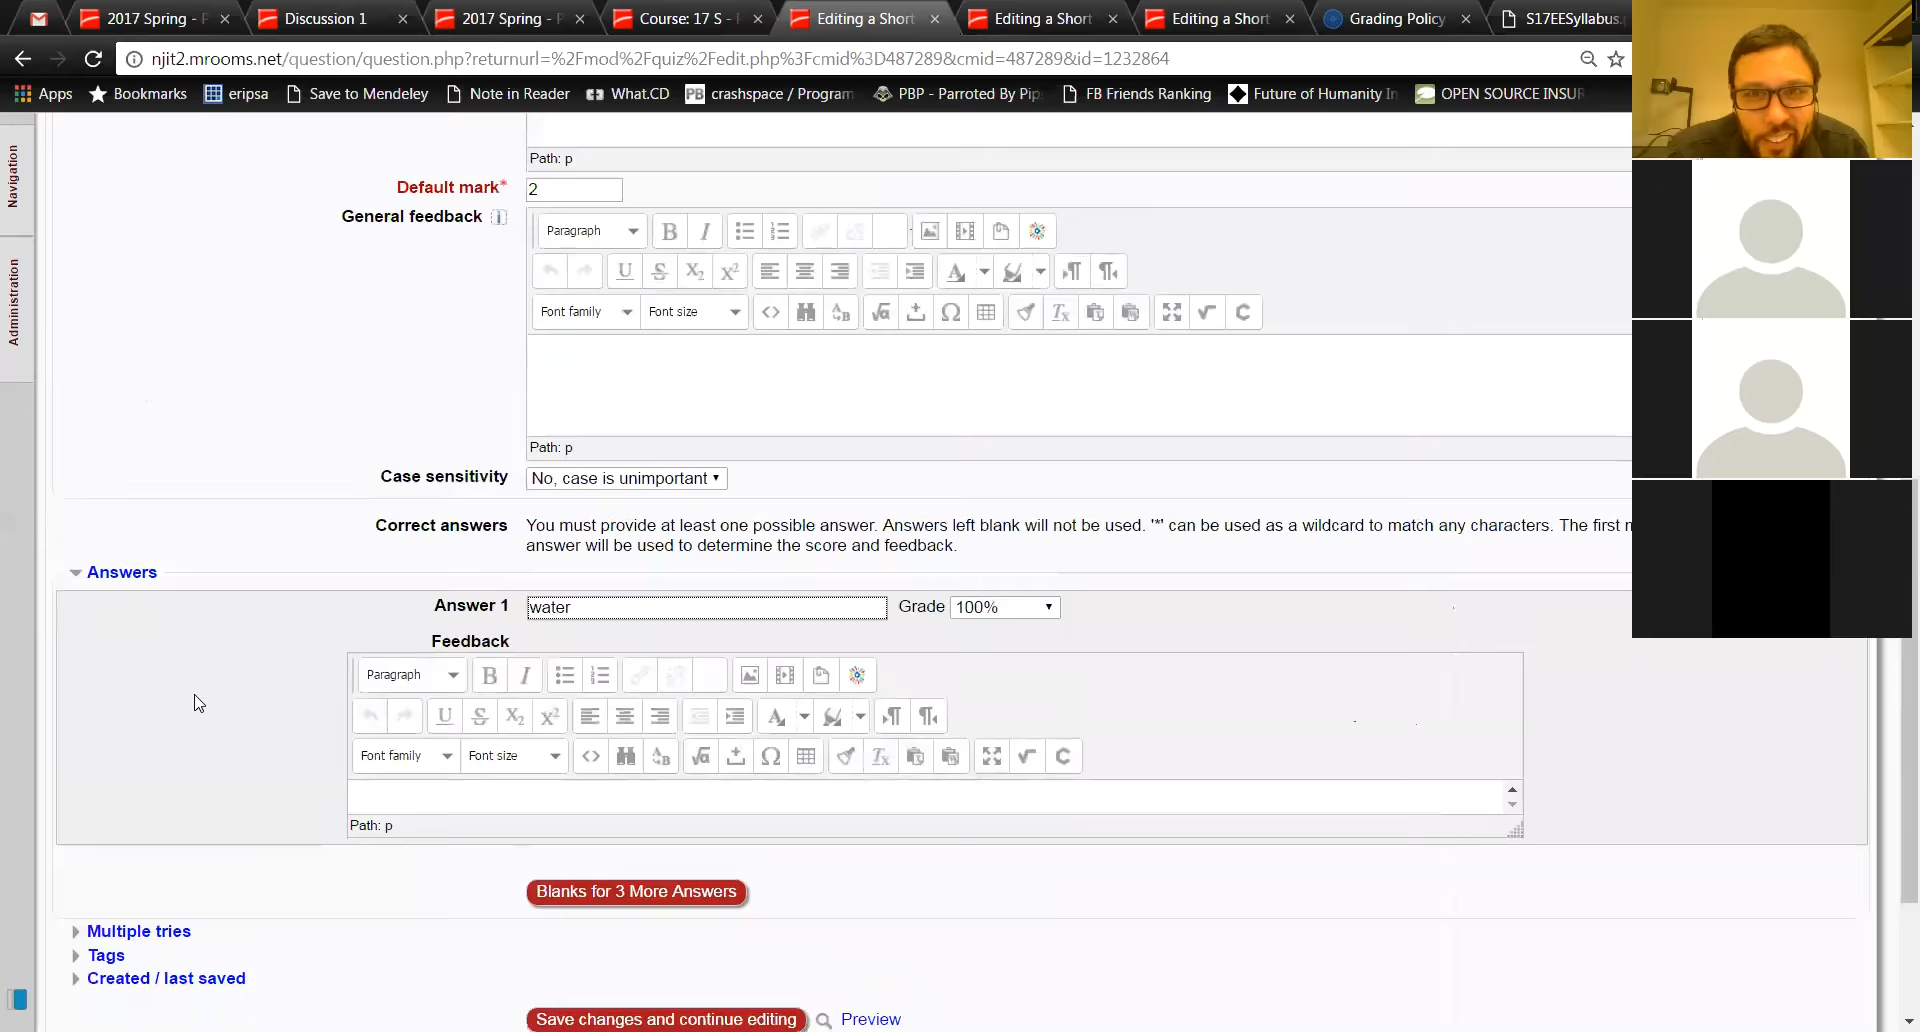 2017 Spring - P
Discussion 1
2017 Spring - P
Course: 17 S -
Editing a Short
Editing a Short
Editing a Short
Grading Policy
S17EESyllabus.
njit2.mrooms.net/question/question.php?returnurl=%2Fmod%2Fquiz%2Fedit.php%3Fcmid%3D487289&cmid=487289&id=1232864
Apps Bookmarks eripsa Save to Mendeley Note in Reader What.CD crashspace / Program PBP - Parroted By Pip FB Friends Ranking Future of Humanity In OPEN SOURCE INSUR
Navigation
Administration
Path: p
Default mark* 2
General feedback
Paragraph
Font family Font size
Path: p
Case sensitivity No, case is unimportant
Correct answers You must provide at least one possible answer. Answers left blank will not be used. '*' can be used as a wildcard to match any characters. The first
answer will be used to determine the score and feedback.
Answers
Answer 1 water Grade 100%
Feedback
Paragraph
Font family Font size
Path: p
Blanks for 3 More Answers
Multiple tries
Tags
Created / last saved
Save changes and continue editing Preview